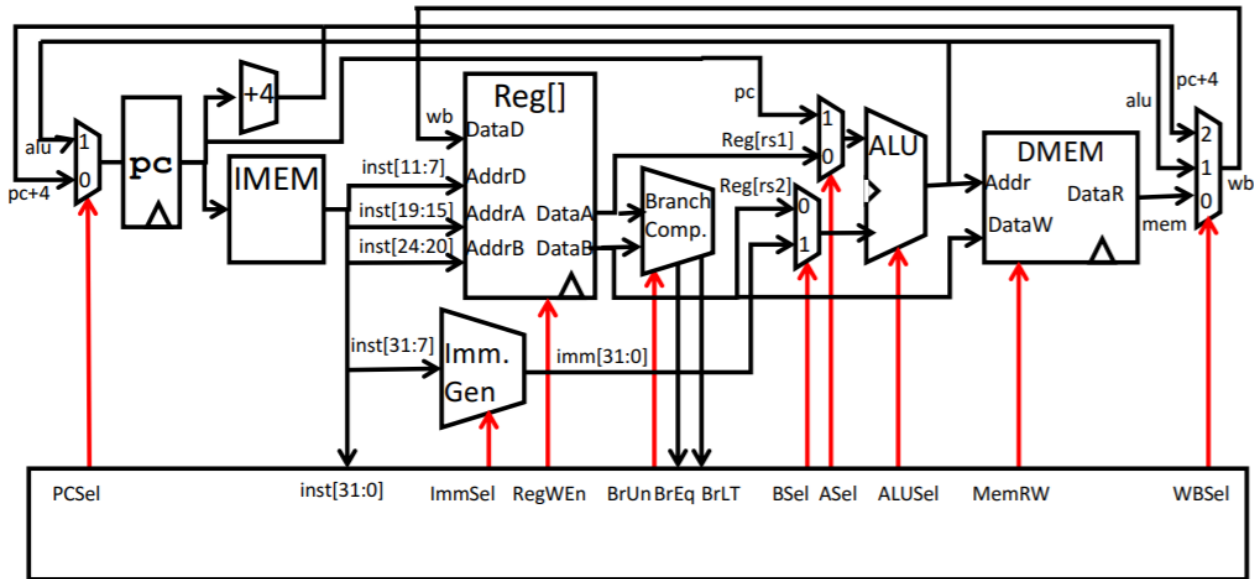 pc+4
pc
alu
+4
Reg[]
wb
DataD
1
Reg[rs1]
ALU
DMEM
2
alu
pc
IMEM
inst[11:7]
AddrD
0
Addr
1
wb
0
pc+4
inst[19:15]
AddrA
DataA
Branch
Comp.
Reg[rs2]
0
DataR
0
mem
inst[24:20]
AddrB
DataB
1
DataW
inst[31:7]
Imm.
Gen
imm[31:0]
PCSel
inst[31:0]
ImmSel
RegWEn
BrUn
BrEq
BrLT
BSel
ASel
ALUSel
MemRW
WBSel